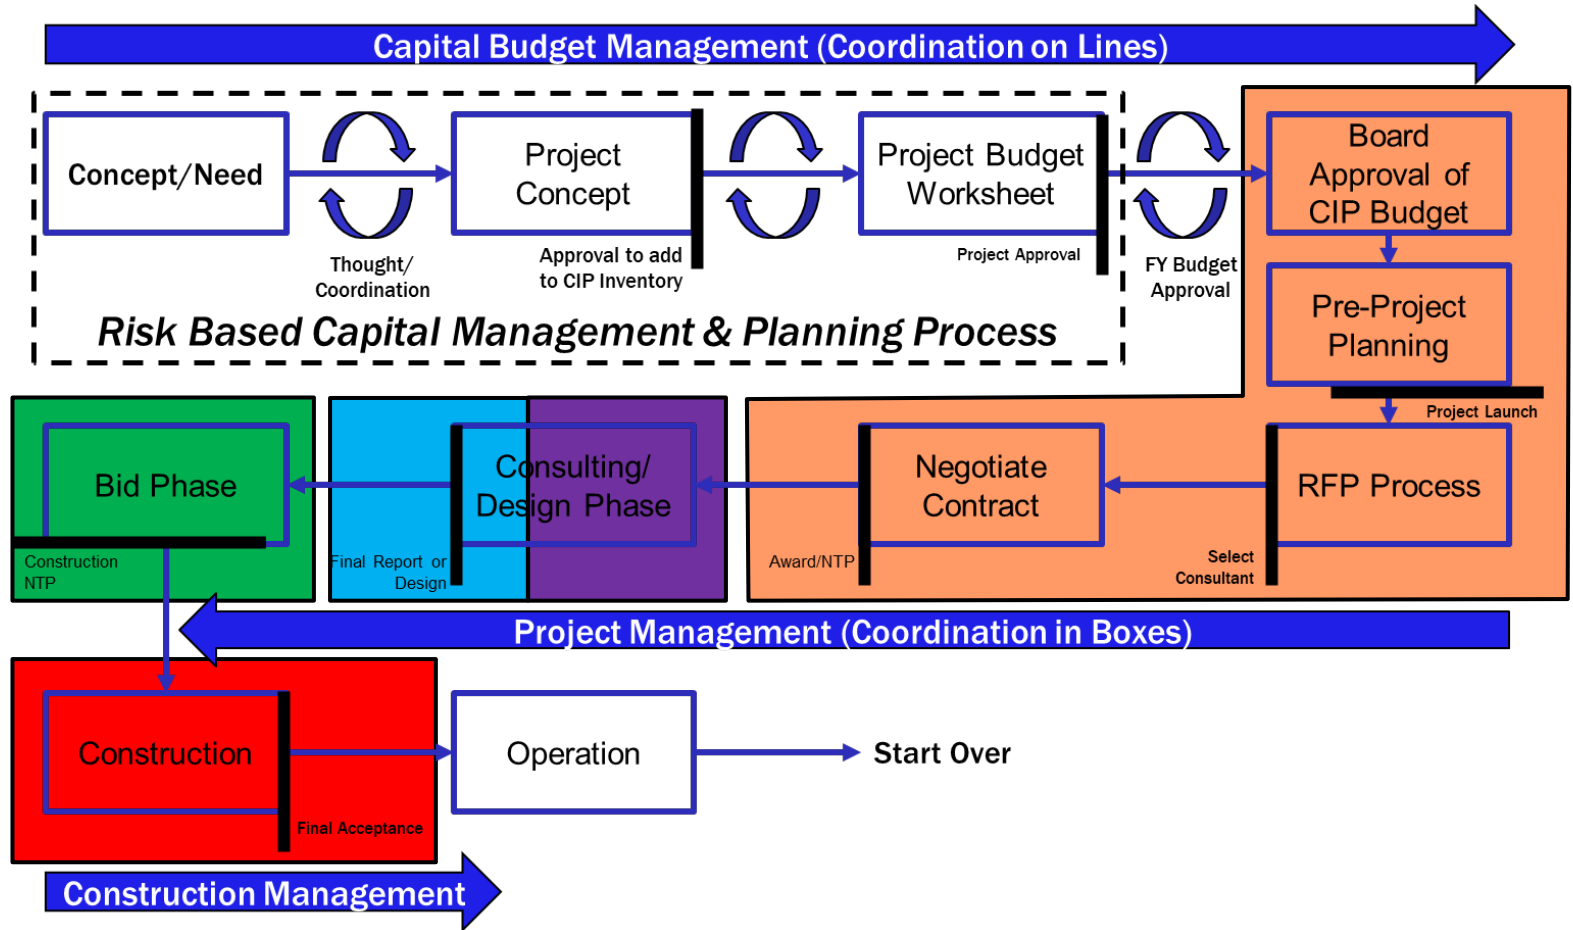 Capital Budget Management (Coordination on Lines)
Concept/Need
Thought/
Coordination
Project
Concept
Approval to add
to CIP Inventory
Project Budget
Worksheet
Project Approval
FY Budget
Approval
Board
Approval of
CIP Budget
Risk Based Capital Management & Planning Process
Pre-Project
Planning
Project Launch
RFP Process
Select
Consultant
Negotiate
Contract
Award/NTP
Consulting/
Design Phase
Final Report or
Design
Bid Phase
Construction
NTP
Project Management (Coordination in Boxes)
Construction
Final Acceptance
Operation
Start Over
Construction Management